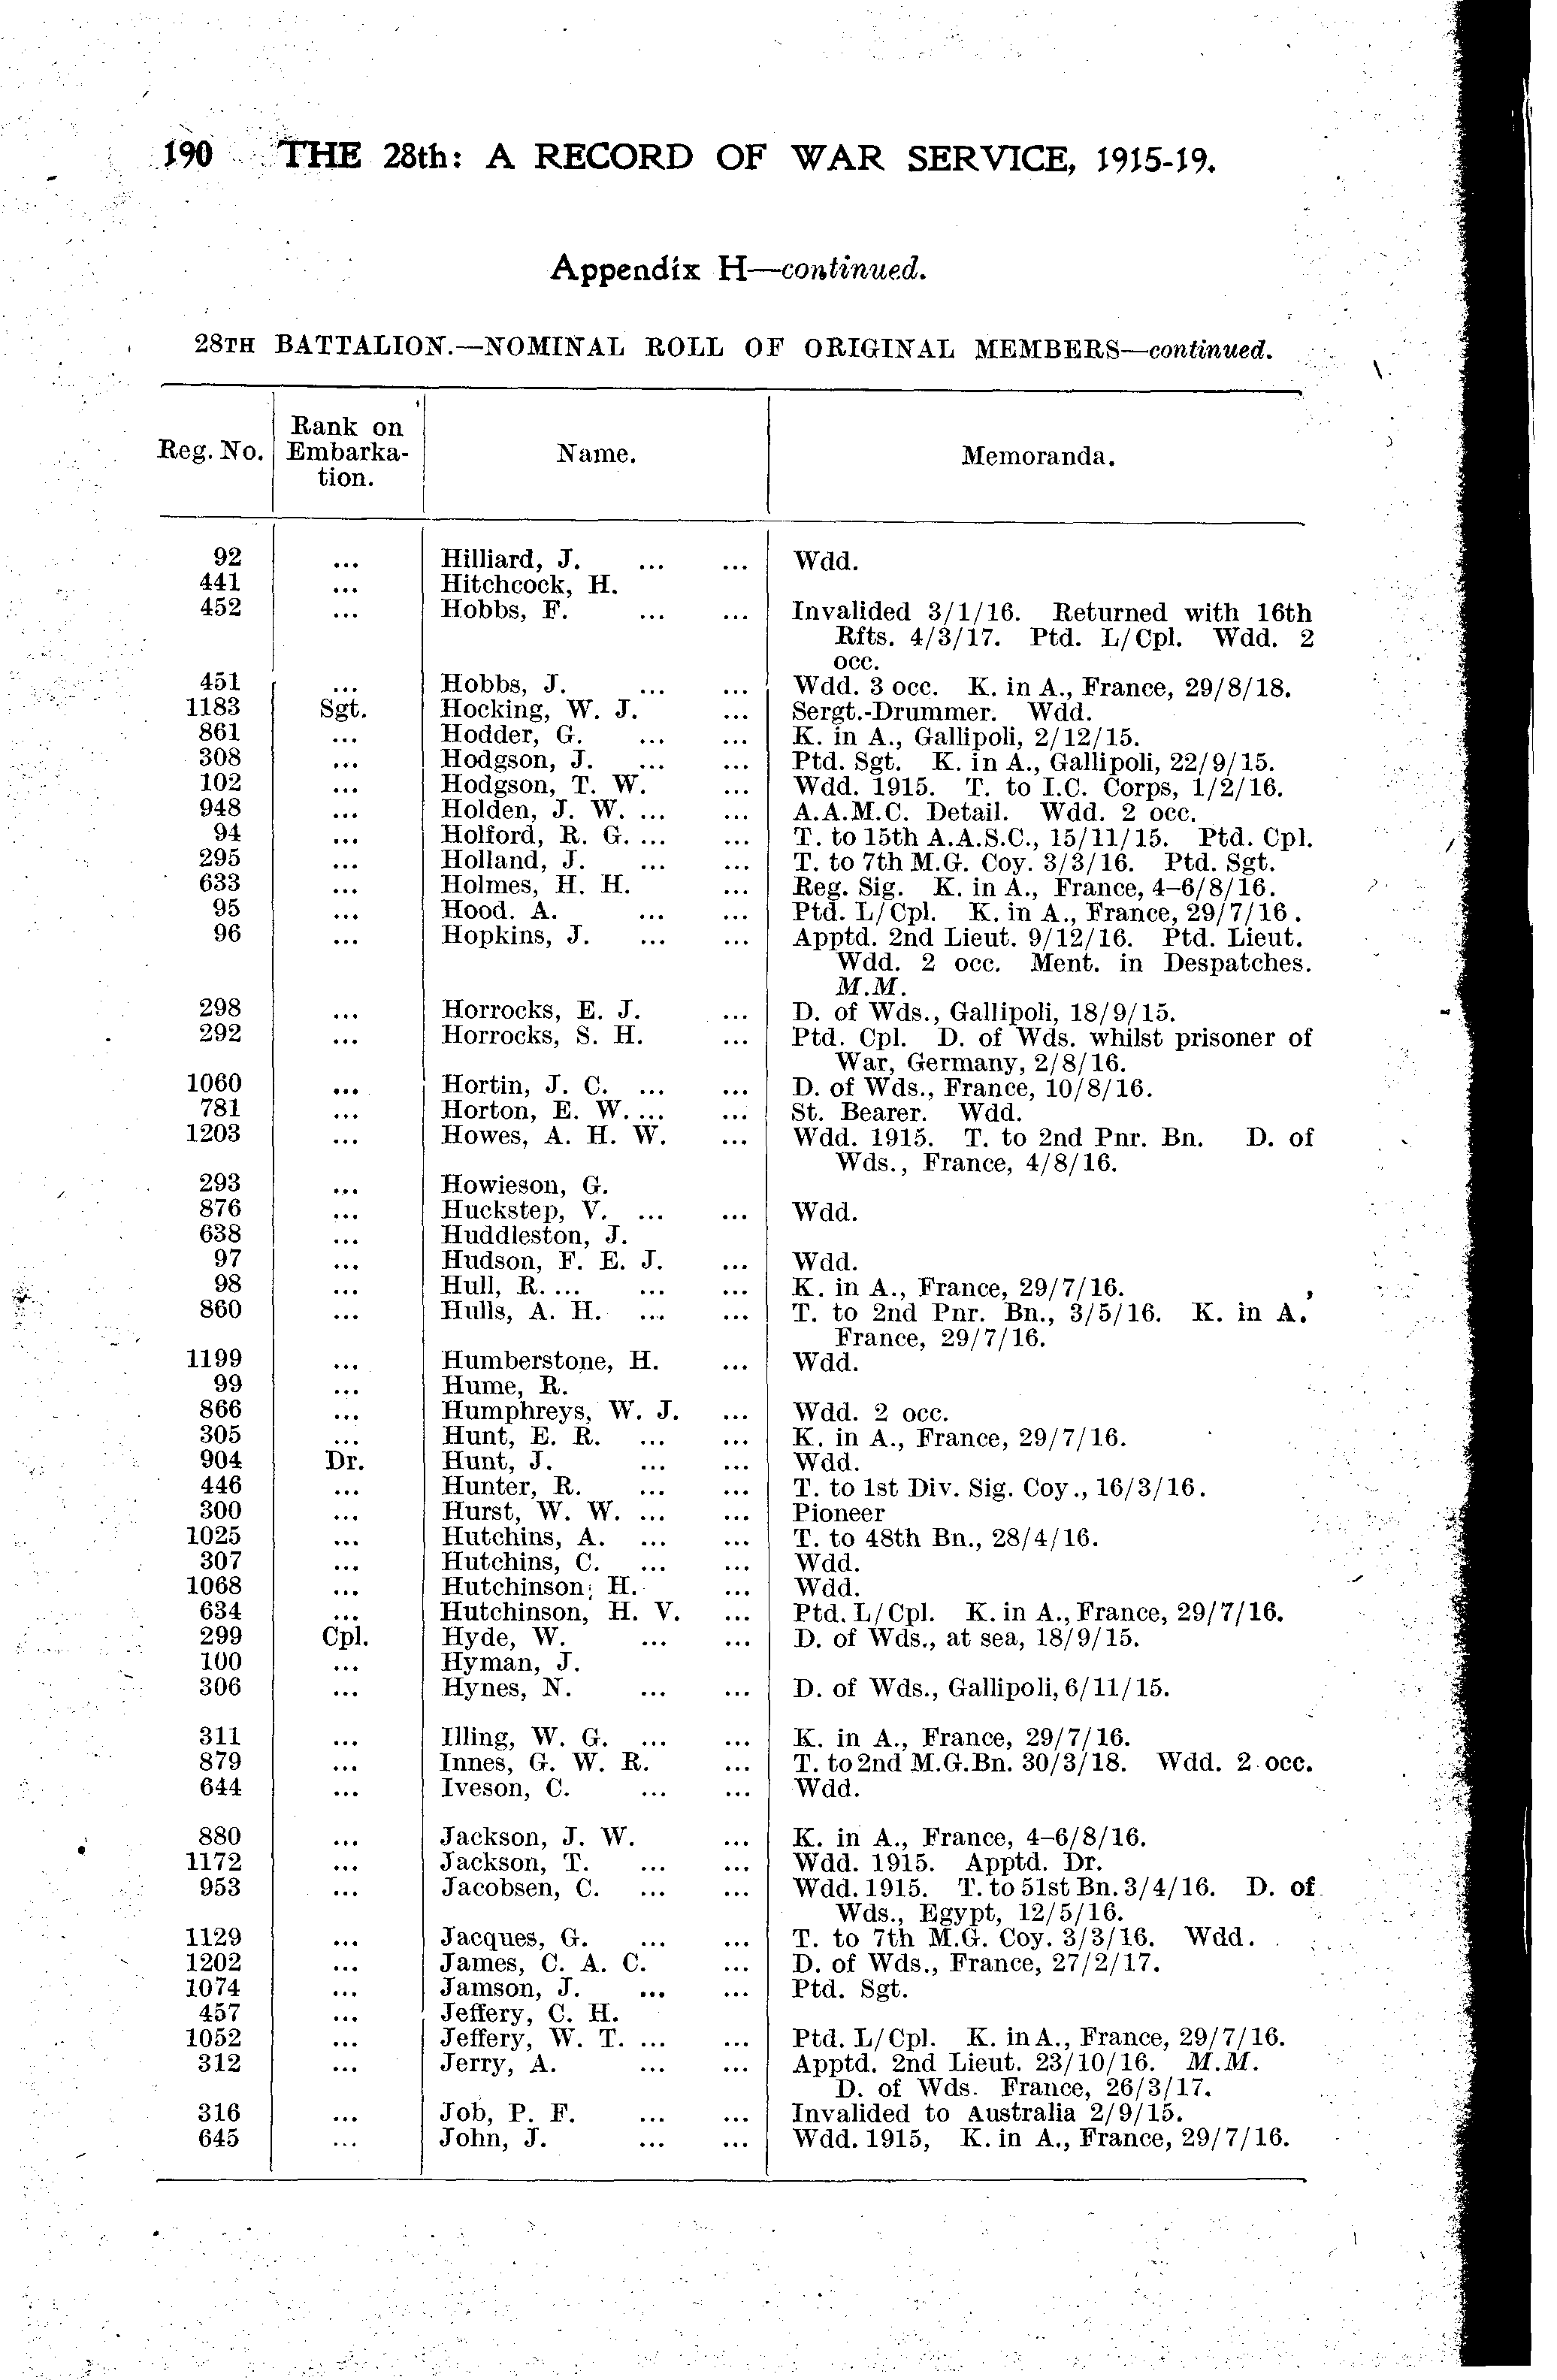 190 THE 28th: A RECORD OF WAR SERVICE, 1915-19.
Appendix H—continued.
28TH BATTALION.—NOMINAL ROLL OF ORIGINAL MEMBERS—continued.
Reg. No. Rank on Embarka- tion. Name. Memoranda.
92 ... Hilliard, J. ... ... Wdd.
441 ... Hitchcock, H.
452 ... Hobbs, F. ... ... Invalided 3/1/16. Returned with 16th
Rfts. 4/3/17. Ptd. L/Cpl. Wdd. 2
occ.
451 ... Hobbs, J. ... ... Wdd. 3 occ. K. in A., France, 29/8/18.
1183 Sgt. Hocking, W. J. ... Sergt.-Drummer. Wdd.
861 ... Hodder, G. ... ... K. in A., Gallipoli, 2/12/15.
308 ... Hodgson, J. ... ... Ptd. Sgt. K. in A., Gallipoli, 22/9/15.
102 ... Hodgson, T. W. ... Wdd. 1915. T. to I.C. Corps, 1/2/16.
948 ... Holden, J. W. ... ... A.A.M.C. Detail. Wdd. 2 occ.
94 ... Holford, R. G. ... ... T. to 15th A.A.S.C., 15/11/15. Ptd. Cpl.
295 ... Holland, J. ... ... T. to 7th M.G. Coy. 3/3/16. Ptd. Sgt.
633 ... Holmes, H. H. ... Reg. Sig. K. in A., France, 4–6/8/16.
95 ... Hood. A. ... ... Ptd. L/Cpl. K. in A., France, 29/7/16.
96 ... Hopkins, J. ... ... Apptd. 2nd Lieut. 9/12/16. Ptd. Lieut.
Wdd. 2 occ. Ment. in Despatches.
M.M.
298 ... Horrocks, E. J. ... D. of Wds., Gallipoli, 18/9/15.
292 ... Horrocks, S. H. ... Ptd. Cpl. D. of Wds. whilst prisoner of
War, Germany, 2/8/16.
1060 ... Hortin, J. C. ... ... D. of Wds., France, 10/8/16.
781 ... Horton, E. W. ... ... St. Bearer. Wdd.
1203 ... Howes, A. H. W. ... Wdd. 1915. T. to 2nd Pnr. Bn. D. of
Wds., France, 4/8/16.
293 ... Howieson, G.
876 ... Huckstep, V. ... ... Wdd.
638 ... Huddleston, J.
97 ... Hudson, F. E. J. ... Wdd.
98 ... Hull, R. ... ... ... K. in A., France, 29/7/16.
860 ... Hulls, A. H. ... ... T. to 2nd Pnr. Bn., 3/5/16. K. in A.
France, 29/7/16.
1199 ... Humberstone, H. ... Wdd.
99 ... Hume, R.
866 ... Humphreys, W. J. ... Wdd. 2 occ.
305 ... Hunt, E. R. ... ... K. in A., France, 29/7/16.
904 Dr. Hunt, J. ... ... Wdd.
446 ... Hunter, R. ... ... T. to 1st Div. Sig. Coy., 16/3/16.
300 ... Hurst, W. W. ... ... Pioneer
1025 ... Hutchins, A. ... ... T. to 48th Bn., 28/4/16.
307 ... Hutchins, C. ... ... Wdd.
1068 ... Hutchinson; H. ... Wdd.
634 ... Hutchinson, H. V. ... Ptd. L/Cpl. K. in A., France, 29/7/16.
299 Cpl. Hyde, W. ... ... D. of Wds., at sea, 18/9/15.
100 ... Hyman, J.
306 ... Hynes, N. ... ... D. of Wds., Gallipoli, 6/11/15.
311 ... Illing, W. G. ... ... K. in A., France, 29/7/16.
879 ... Innes, G. W. R. ... T. to 2nd M.G. Bn. 30/3/18. Wdd. 2 occ.
644 ... Iveson, C. ... ... Wdd.
880 ... Jackson, J. W. ... K. in A., France, 4–6/8/16.
1172 ... Jackson, T. ... ... Wdd. 1915. Apptd. Dr.
953 ... Jacobsen, C. ... ... Wdd. 1915. T. to 51st Bn. 3/4/16. D. of
Wds., Egypt, 12/5/16.
1129 ... Jacques, G. ... ... T. to 7th M.G. Coy. 3/3/16. Wdd.
1202 ... James, C. A. C. ... D. of Wds., France, 27/2/17.
1074 ... Jamson, J. ... ... Ptd. Sgt.
457 ... Jeffery, C. H.
1052 ... Jeffery, W. T. ... ... Ptd. L/Cpl. K. in A., France, 29/7/16.
312 ... Jerry, A. ... ... Apptd. 2nd Lieut. 23/10/16. M.M.
D. of Wds. France, 26/3/17.
316 ... Job, P. F. ... ... Invalided to Australia 2/9/15.
645 ... John, J. ... ... Wdd. 1915, K. in A., France, 29/7/16.